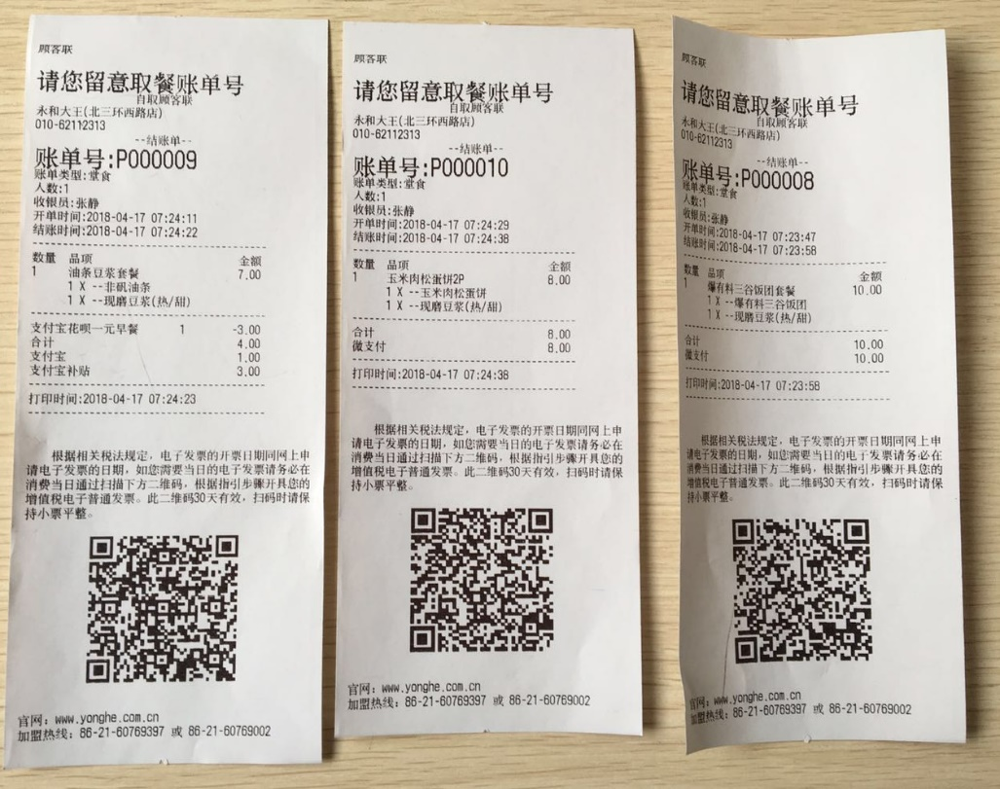 顾客联
请您留意取餐账单号
自取顾客联
永和大王(北三环西路店)
010-62112313
--结账单--
账单号:P000009
账单类型:堂食
人数:1
收银员:张静
开单时间:2018-04-17 07:24:11
结账时间:2018-04-17 07:24:22
数量 品项 金额
1 油条豆浆套餐 7.00
1 X --非矾油条
1 X --现磨豆浆(热/甜)
支付宝花呗一元早餐 1 -3.00
合计 4.00
支付宝 1.00
支付宝补贴 3.00
打印时间:2018-04-17 07:24:23
根据相关税法规定，电子发票的开票日期同网上申
请电子发票的日期，如您需要当日的电子发票请务必在
消费当日通过扫描下方二维码，根据指引步骤开具您的
增值税电子普通发票。此二维码30天有效，扫码时请保
持小票平整。
官网：www.yonghe.com.cn
加盟热线：86-21-60769397 或 86-21-60769002
顾客联
请您留意取餐账单号
自取顾客联
永和大王(北三环西路店)
010-62112313
--结账单--
账单号:P000010
账单类型:堂食
人数:1
收银员:张静
开单时间:2018-04-17 07:24:29
结账时间:2018-04-17 07:24:38
数量 品项 金额
1 玉米肉松蛋饼2P 8.00
1 X --玉米肉松蛋饼
1 X --现磨豆浆(热/甜)
合计 8.00
微支付 8.00
打印时间:2018-04-17 07:24:38
根据相关税法规定，电子发票的开票日期同网上申
请电子发票的日期，如您需要当日的电子发票请务必在
消费当日通过扫描下方二维码，根据指引步骤开具您的
增值税电子普通发票。此二维码30天有效，扫码时请保
持小票平整。
官网：www.yonghe.com.cn
加盟热线：86-21-60769397 或 86-21-60769002
顾客联
请您留意取餐账单号
自取顾客联
永和大王(北三环西路店)
010-62112313
--结账单--
账单号:P000008
账单类型:堂食
人数:1
收银员:张静
开单时间:2018-04-17 07:23:47
结账时间:2018-04-17 07:23:58
数量 品项 金额
1 爆有料三谷饭团套餐 10.00
1 X --爆有料三谷饭团
1 X --现磨豆浆(热/甜)
合计 10.00
微支付 10.00
打印时间:2018-04-17 07:23:58
根据相关税法规定，电子发票的开票日期同网上申
请电子发票的日期，如您需要当日的电子发票请务必在
消费当日通过扫描下方二维码，根据指引步骤开具您的
增值税电子普通发票。此二维码30天有效，扫码时请保
持小票平整。
官网：www.yonghe.com.cn
加盟热线：86-21-60769397 或 86-21-60769002